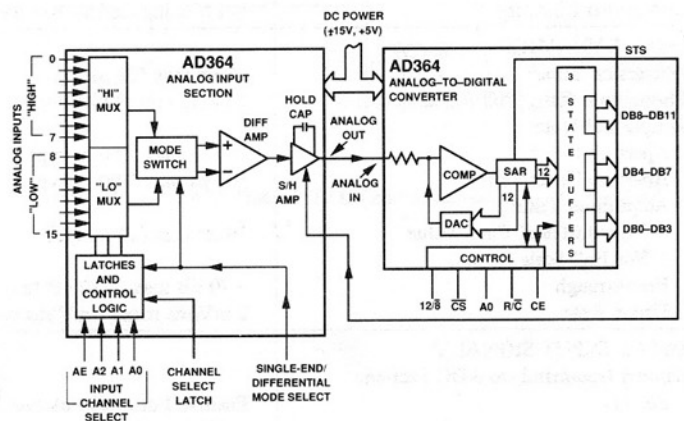 DC POWER
(±15V, +5V)
AD364
ANALOG INPUT
SECTION
0
7
8
15
ANALOG INPUTS
"HIGH"
"LOW"
"HI"
MUX
"LO"
MUX
MODE
SWITCH
DIFF
AMP
HOLD
CAP
S/H
AMP
ANALOG
OUT
ANALOG
IN
LATCHES
AND
CONTROL
LOGIC
AE A2 A1 A0
INPUT
CHANNEL
SELECT
CHANNEL
SELECT
LATCH
SINGLE-END/
DIFFERENTIAL
MODE SELECT
AD364
ANALOG–TO–DIGITAL
CONVERTER
STS
COMP
SAR
12
12
DAC
CONTROL
12/8̅ C̅S̅ A0 R/C̅ CE
3
STATE
BUFFERS
DB8–DB11
DB4–DB7
DB0–DB3